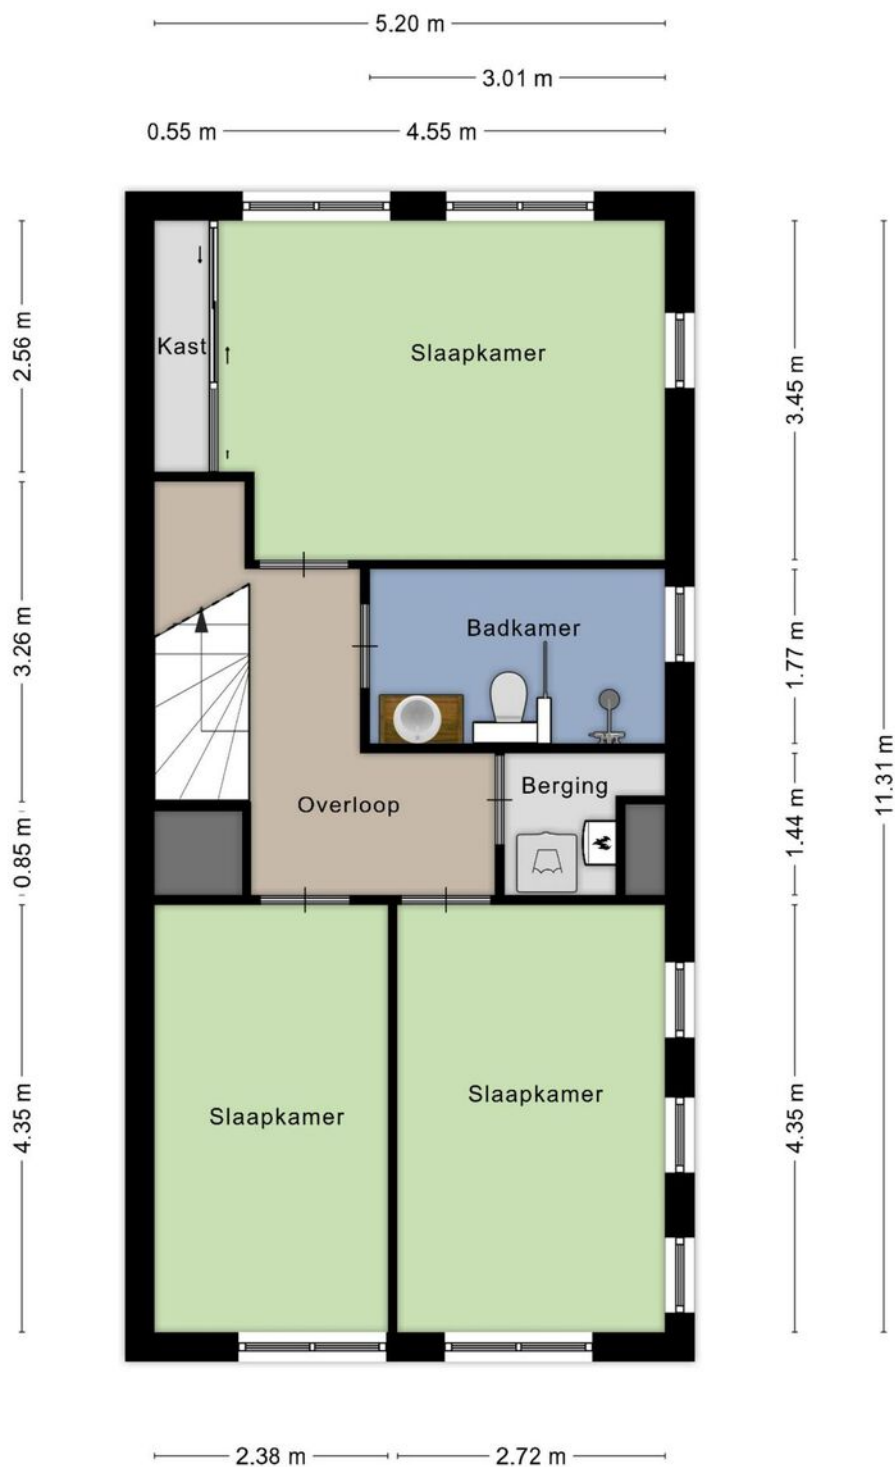 5.20 m
3.01 m
0.55 m
4.55 m
2.56 m
Kast
Slaapkamer
3.45 m
3.26 m
Badkamer
1.77 m
11.31 m
Berging
Overloop
0.85 m
1.44 m
4.35 m
Slaapkamer
Slaapkamer
4.35 m
2.38 m
2.72 m